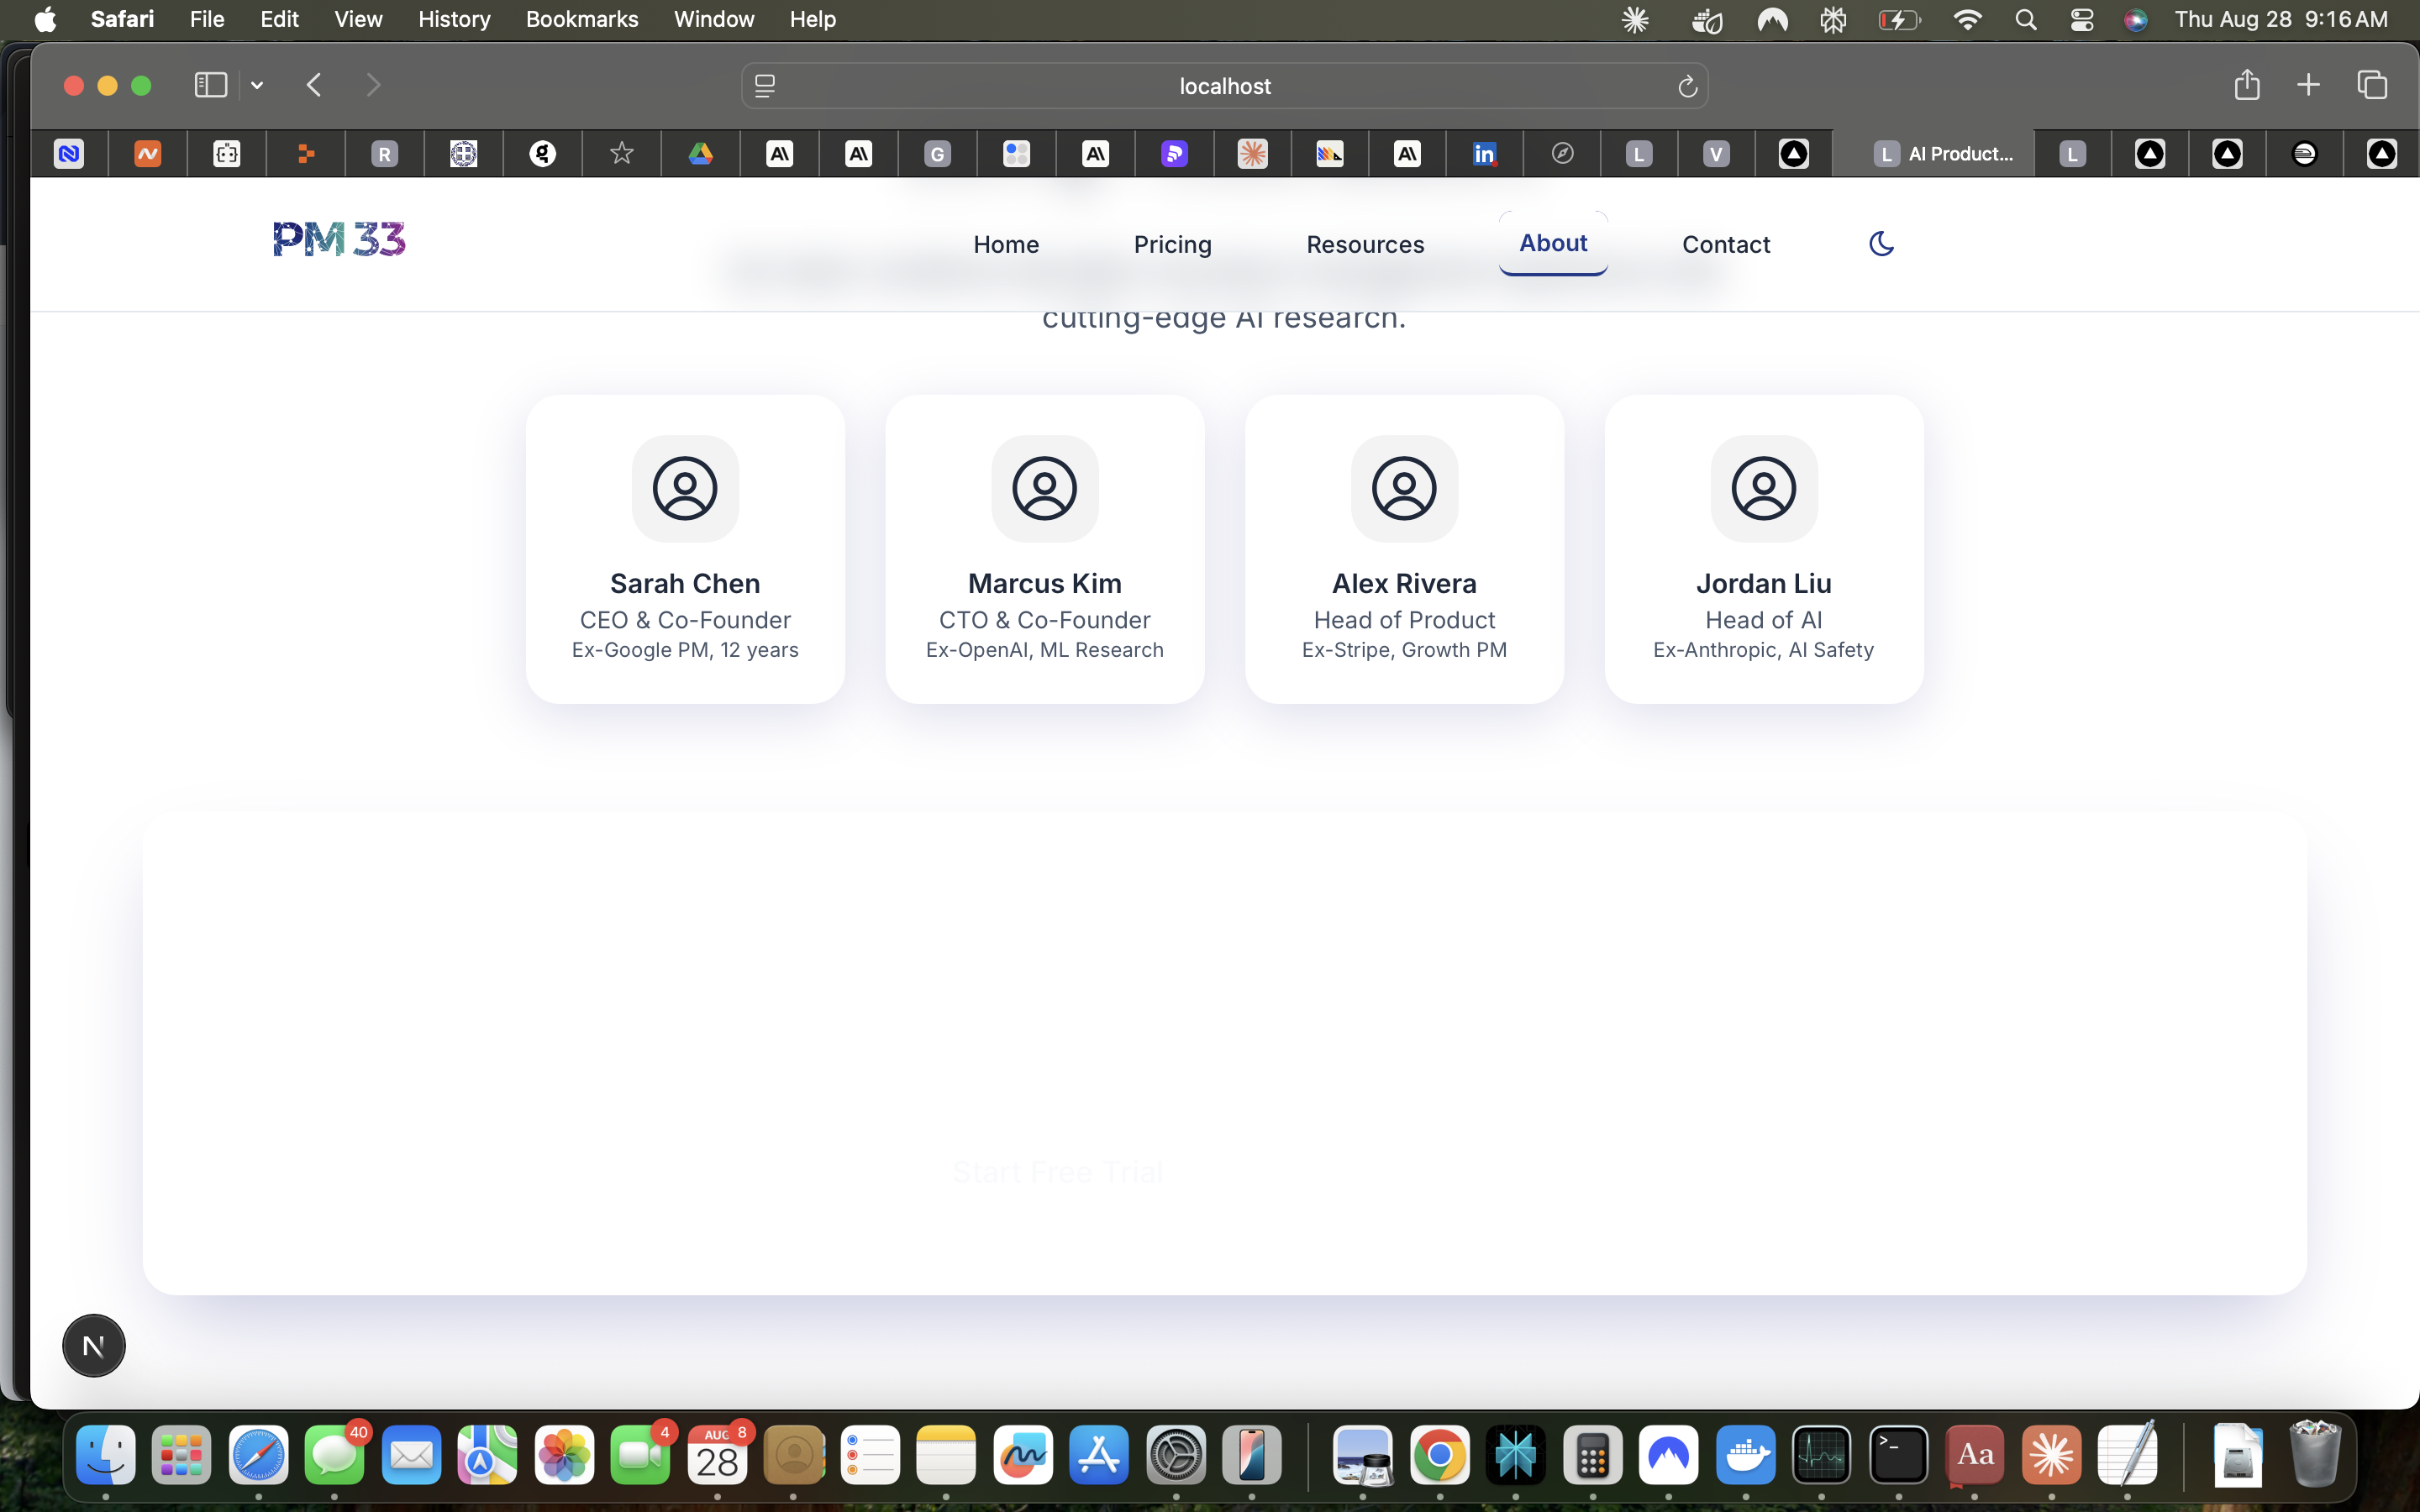 Safari File Edit View History Bookmarks Window Help Thu Aug 28 9:16 AM
localhost
R G L V L AI Product... L
PM 33 Home Pricing Resources About Contact
cutting-edge AI research.
Sarah Chen
CEO & Co-Founder
Ex-Google PM, 12 years
Marcus Kim
CTO & Co-Founder
Ex-OpenAI, ML Research
Alex Rivera
Head of Product
Ex-Stripe, Growth PM
Jordan Liu
Head of AI
Ex-Anthropic, AI Safety
Start Free Trial
N
40 4 AUG 28 8 Aa